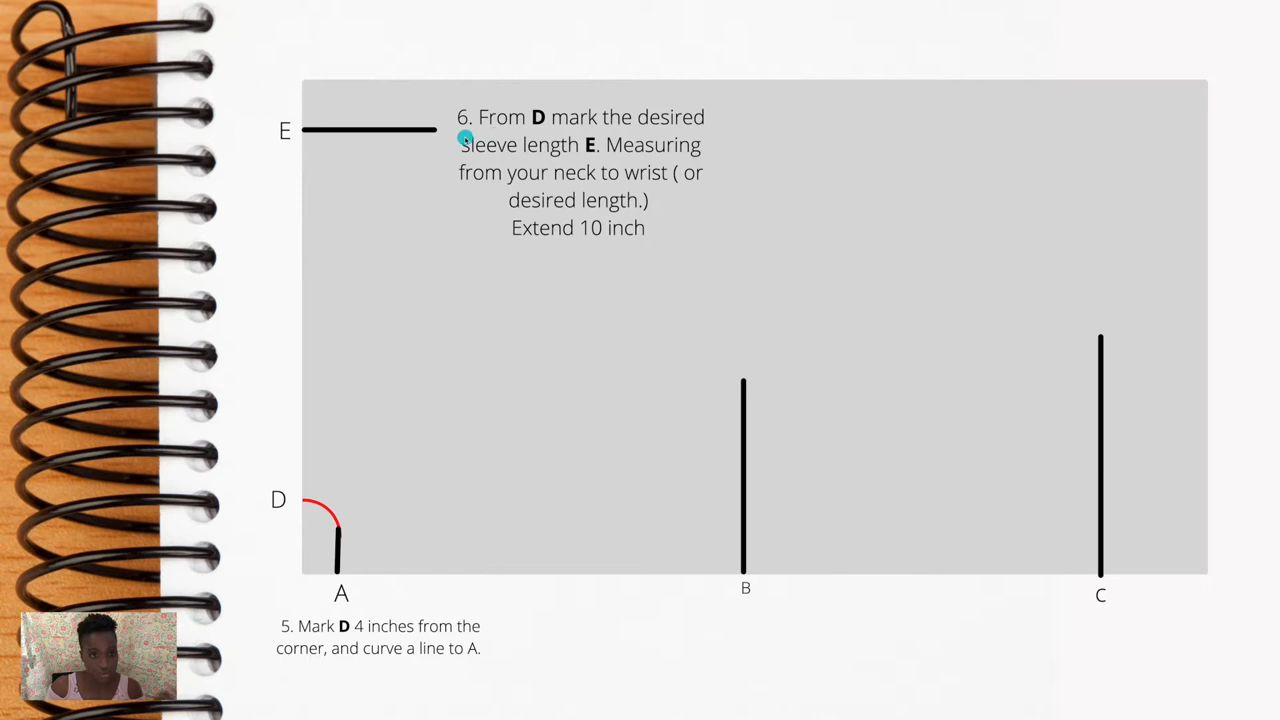 E
6. From D mark the desired
sleeve length E. Measuring
from your neck to wrist ( or
desired length.)
Extend 10 inch
D
A
B
C
5. Mark D 4 inches from the
corner, and curve a line to A.